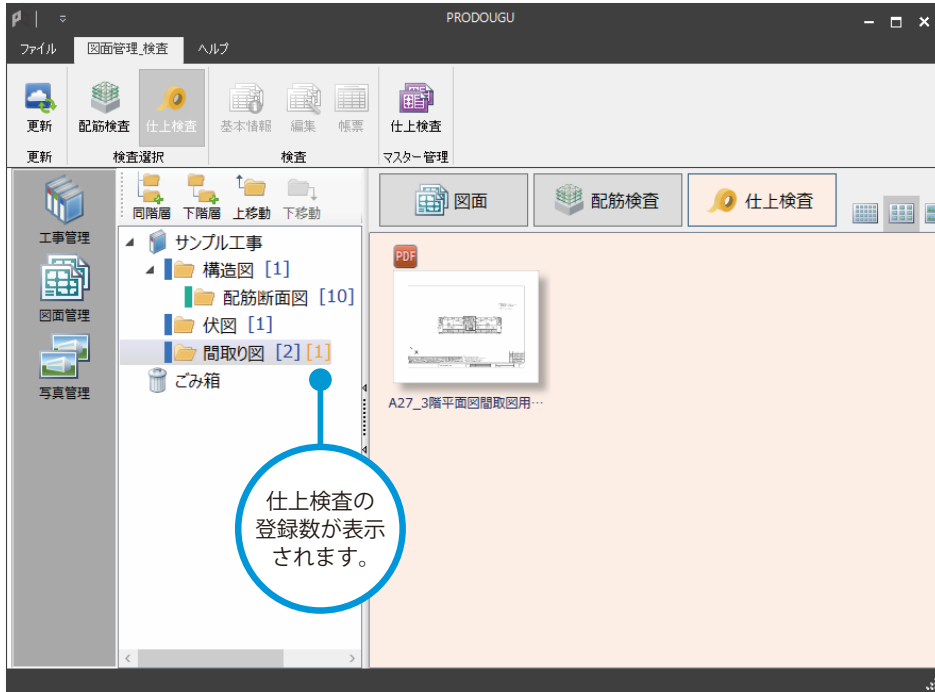 PRODOUGU
ファイル 図面管理_検査 ヘルプ
更新 配筋検査 仕上検査 基本情報 編集 帳票 仕上検査
更新 検査選択 検査 マスター管理
同階層 下階層 上移動 下移動
図面 配筋検査 仕上検査
工事管理
図面管理
写真管理
サンプル工事
構造図 [1]
配筋断面図 [10]
伏図 [1]
間取り図 [2] [1]
ごみ箱
PDF
A27_3階平面図間取図用…
仕上検査の
登録数が表示
されます。